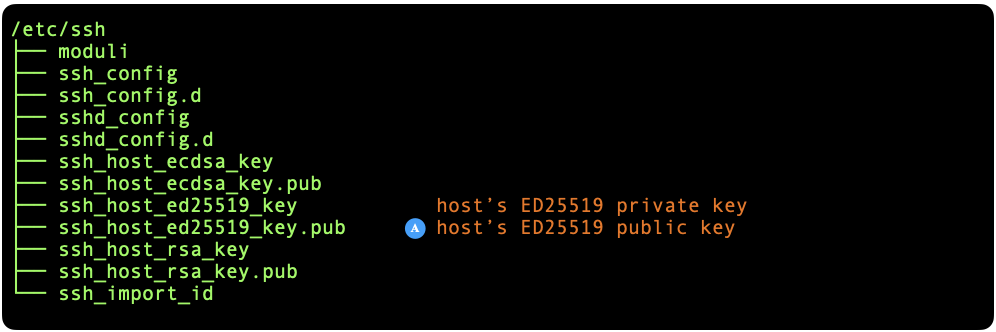 /etc/ssh
├── moduli
├── ssh_config
├── ssh_config.d
├── sshd_config
├── sshd_config.d
├── ssh_host_ecdsa_key
├── ssh_host_ecdsa_key.pub
├── ssh_host_ed25519_key host’s ED25519 private key
├── ssh_host_ed25519_key.pub A host’s ED25519 public key
├── ssh_host_rsa_key
├── ssh_host_rsa_key.pub
└── ssh_import_id